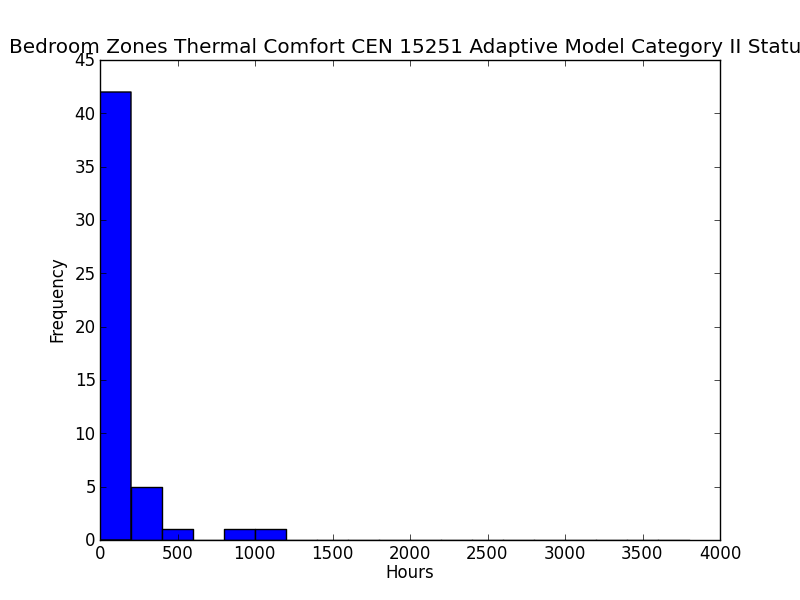 Bedroom Zones Thermal Comfort CEN 15251 Adaptive Model Category II Statu
45
40
35
30
25
20
15
10
5
0
0 500 1000 1500 2000 2500 3000 3500 4000
Frequency
Hours